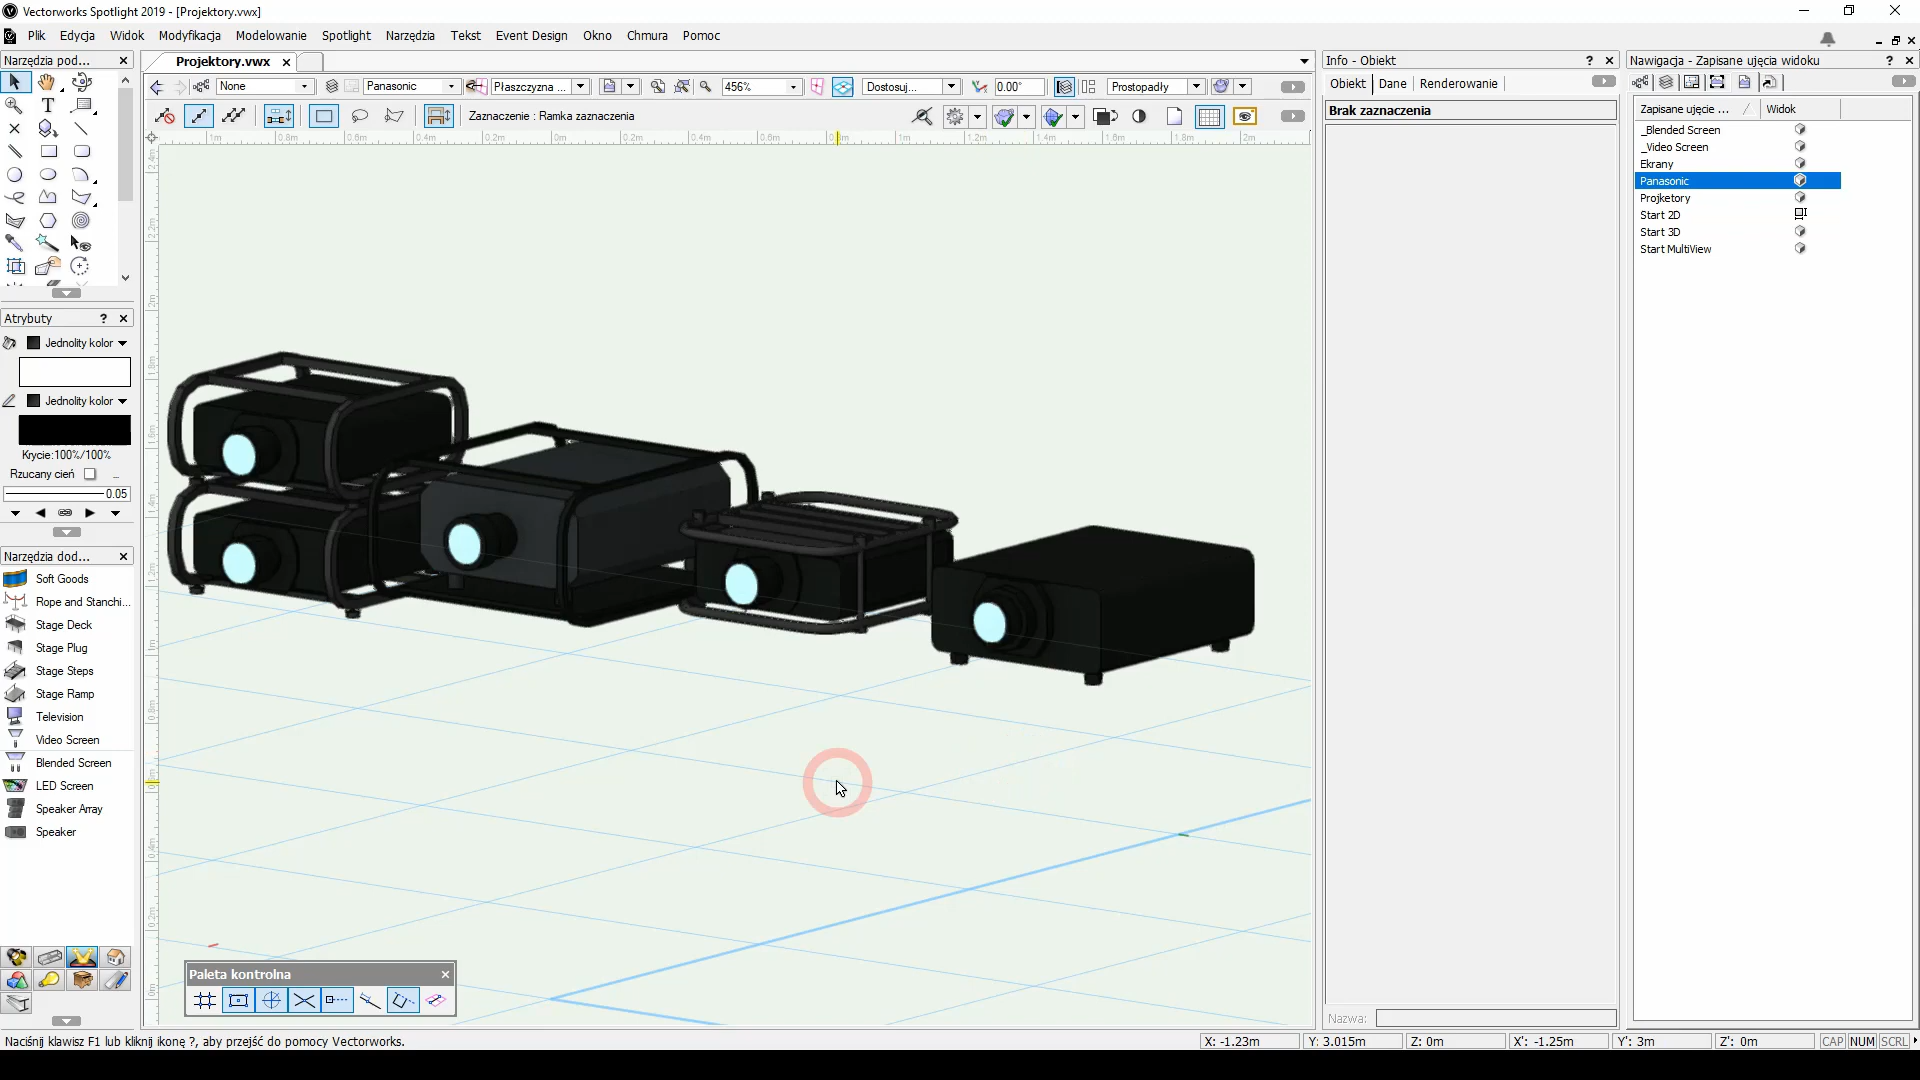 Vectorworks Spotlight 2019 - [Projektory.vwx]
Plik Edycja Widok Modyfikacja Modelowanie Spotlight Narzędzia Tekst Event Design Okno Chmura Pomoc
Narzędzia pod...
Projektory.vwx
Info - Obiekt
Nawigacja - Zapisane ujęcia widoku
None
Panasonic
Płaszczyzna ...
456%
Dostosuj...
0.00°
Prostopadły
Obiekt Dane Renderowanie
Zaznaczenie : Ramka zaznaczenia
Brak zaznaczenia
Zapisane ujęcie ... Widok
_Blended Screen
_Video Screen
Ekrany
Panasonic
Projketory
Start 2D
Start 3D
Start MultiView
Atrybuty
Jednolity kolor
Jednolity kolor
Krycie:100%/100%
Rzucany cień
0.05
Narzędzia dod...
Soft Goods
Rope and Stanchi...
Stage Deck
Stage Plug
Stage Steps
Stage Ramp
Television
Video Screen
Blended Screen
LED Screen
Speaker Array
Speaker
Paleta kontrolna
Nazwa:
Naciśnij klawisz F1 lub kliknij ikonę ?, aby przejść do pomocy Vectorworks.
X: -1.23m Y: 3.015m Z: 0m X': -1.25m Y': 3m Z': 0m CAP NUM SCRL